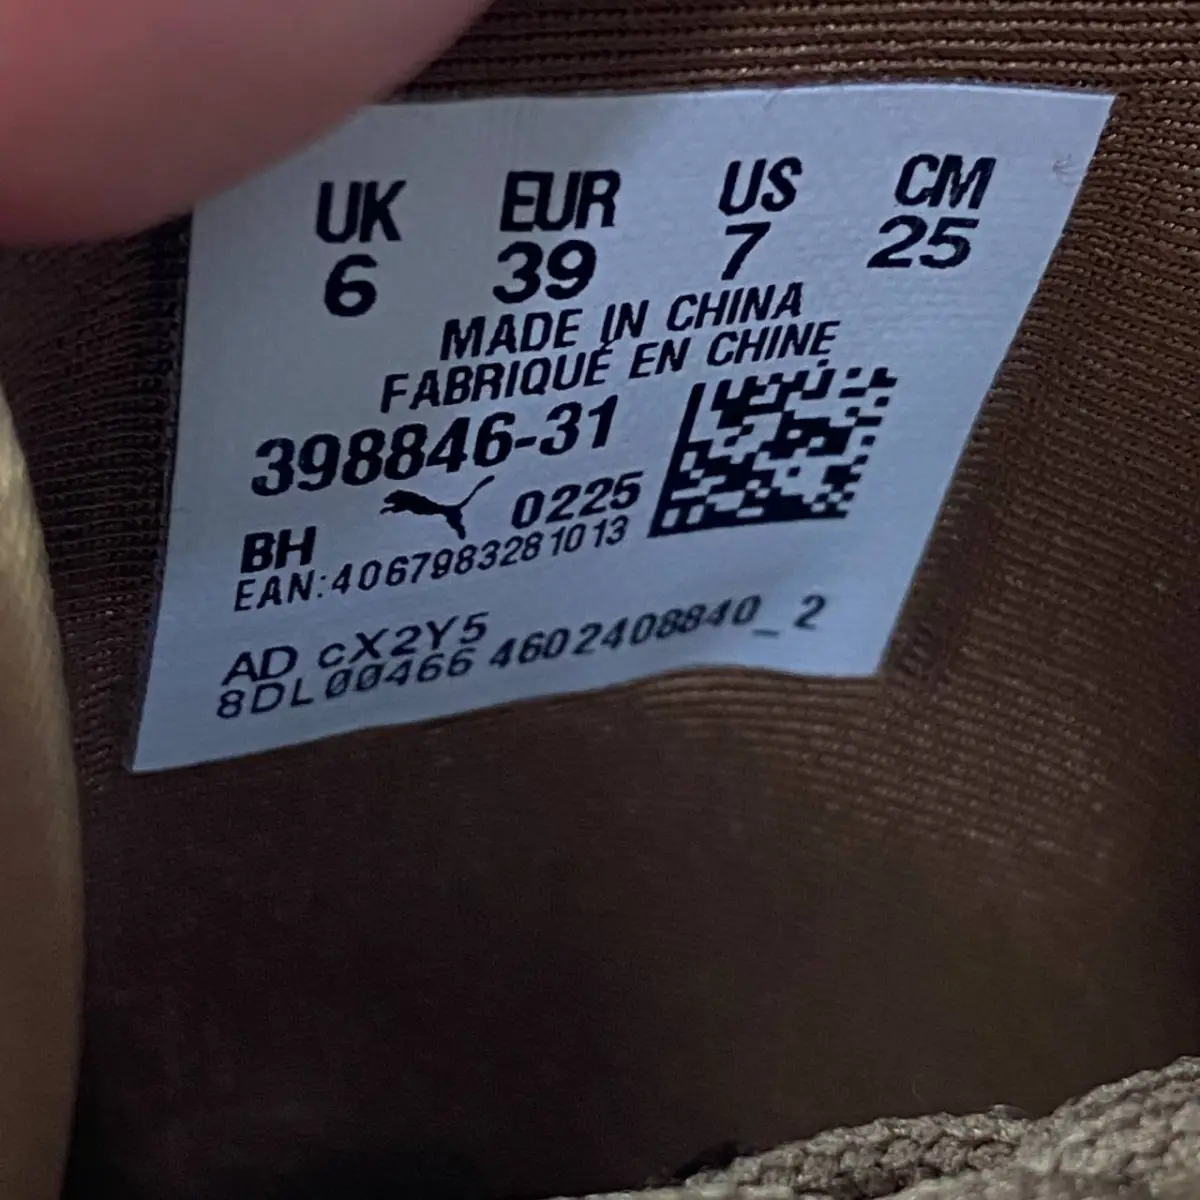 UK EUR US CM
6 39 7 25
MADE IN CHINA
FABRIQUÉ EN CHINE
398846-31
BH 0225
EAN:4067983281013
AD cX2Y5
8DL00466 4602408840_2